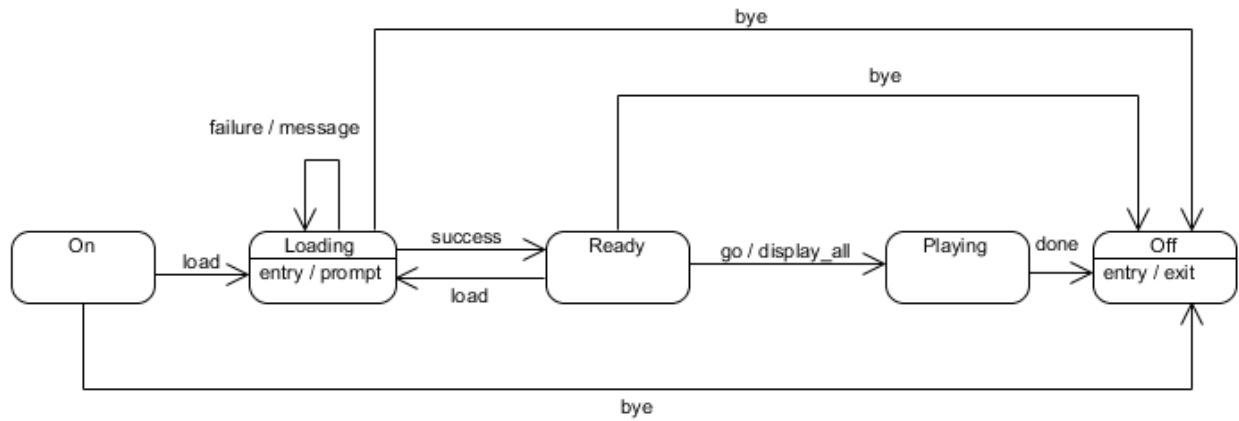 bye
bye
failure / message
On
load
Loading
entry / prompt
success
load
Ready
go / display_all
Playing
done
Off
entry / exit
bye